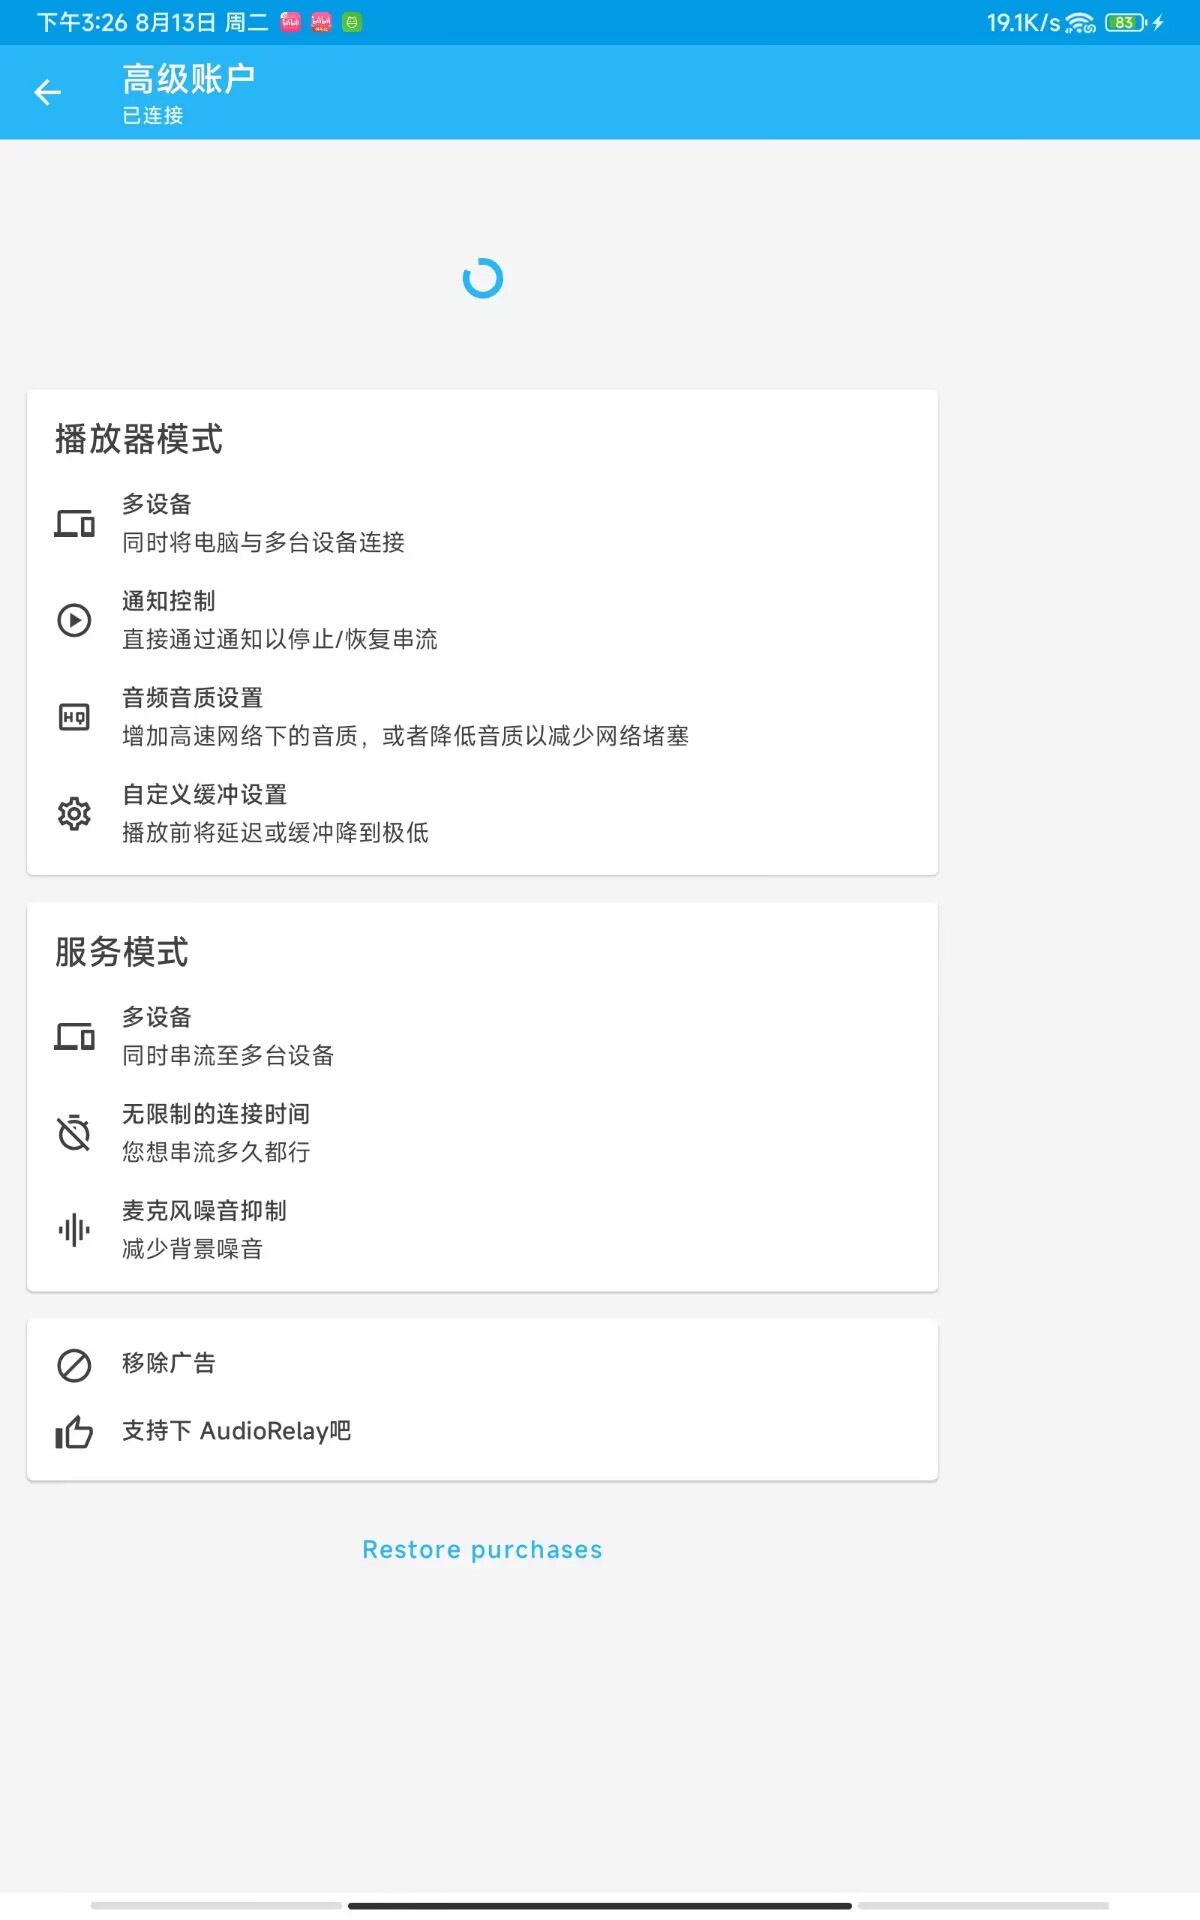 下午3:26 8月13日 周二
19.1K/s
83
高级账户
已连接
播放器模式
多设备
同时将电脑与多台设备连接
通知控制
直接通过通知以停止/恢复串流
HQ
音频音质设置
增加高速网络下的音质，或者降低音质以减少网络堵塞
自定义缓冲设置
播放前将延迟或缓冲降到极低
服务模式
多设备
同时串流至多台设备
无限制的连接时间
您想串流多久都行
麦克风噪音抑制
减少背景噪音
移除广告
支持下 AudioRelay吧
Restore purchases